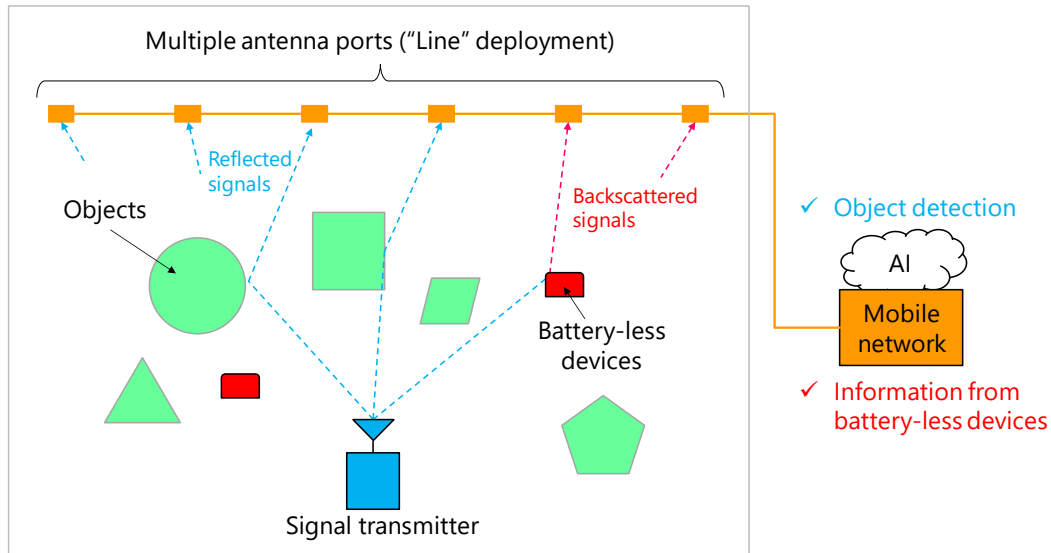 Multiple antenna ports (“Line” deployment)
Reflected
signals
Backscattered
signals
Objects
Battery-less
devices
Signal transmitter
✓ Object detection
AI
Mobile
network
✓ Information from
battery-less devices